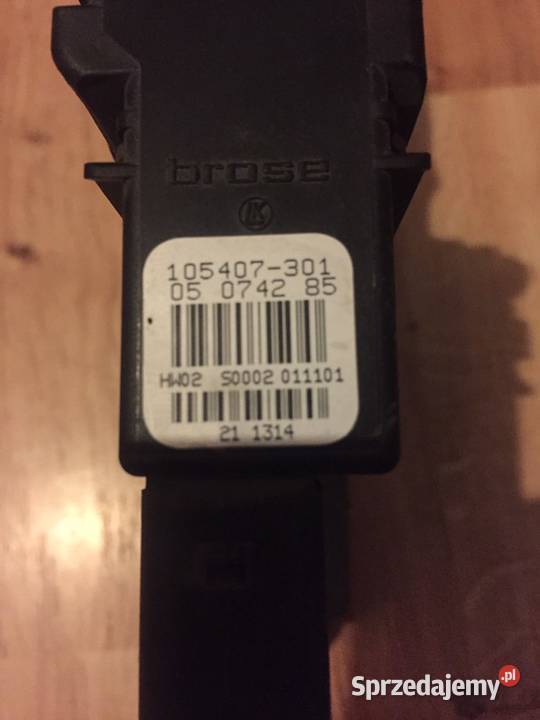 brose
105407-301
05 0742 85
HW02 S0002 011101
21 1314
Sprzedajemy.pl